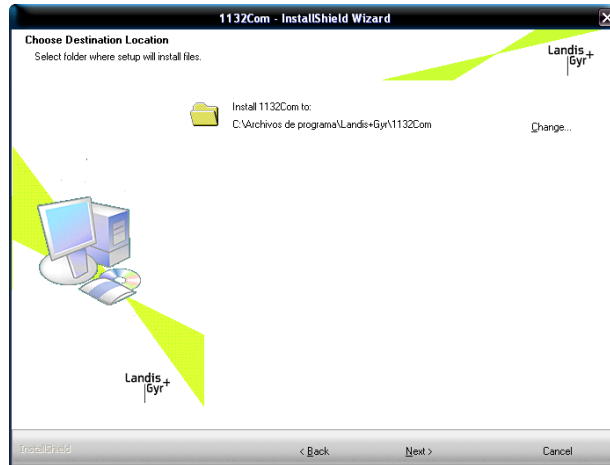 1132Com - InstallShield Wizard
Choose Destination Location
Select folder where setup will install files.
Landis
Gyr+
Install 1132Com to:
C:\Archivos de programa\Landis+Gyr\1132Com
Change...
Landis
Gyr+
InstallShield
< Back
Next >
Cancel